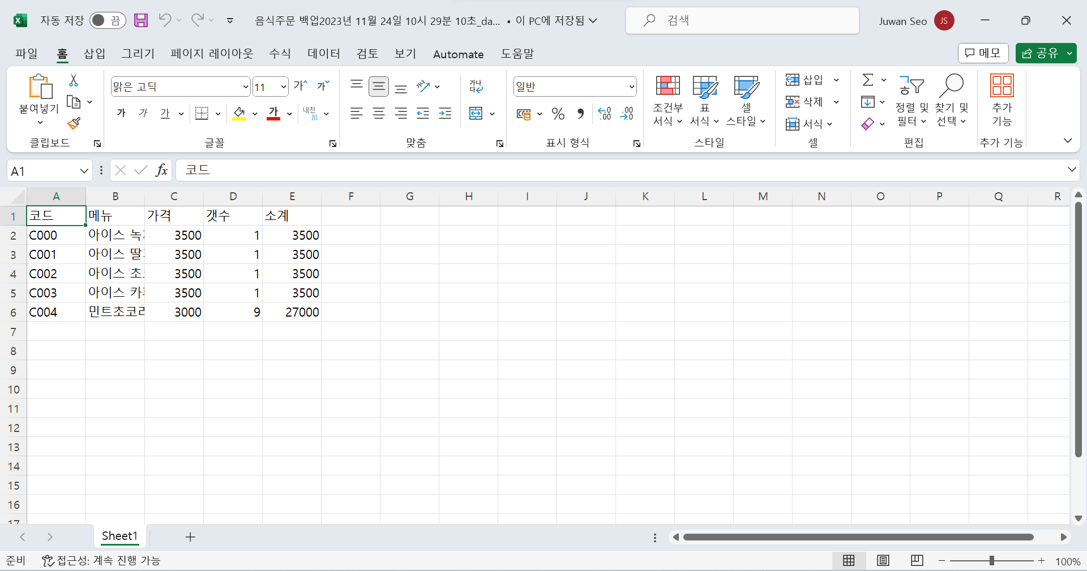 자동 저장 끔 음식주문 백업2023년 11월 24일 10시 29분 10초_da... • 이 PC에 저장됨 검색 Juwan Seo JS
파일 홈 삽입 그리기 페이지 레이아웃 수식 데이터 검토 보기 Automate 도움말 메모 공유
붙여넣기 맑은 고딕 11 가 가 가나 일반 조건부 서식 표 서식 셀 스타일 삽입 삭제 서식 정렬 및 필터 찾기 및 선택 추가 기능
가 가 가 가 내천 % 9
클립보드 글꼴 맞춤 표시 형식 스타일 셀 편집 추가 기능
A1 fx 코드
A B C D E F G H I J K L M N O P Q R
1 코드 메뉴 가격 갯수 소계
2 C000 아이스 녹 3500 1 3500
3 C001 아이스 딸 3500 1 3500
4 C002 아이스 초 3500 1 3500
5 C003 아이스 카 3500 1 3500
6 C004 민트초코 3000 9 27000
7
8
9
10
11
12
13
14
15
16
17
Sheet1
준비 접근성: 계속 진행 가능 100%